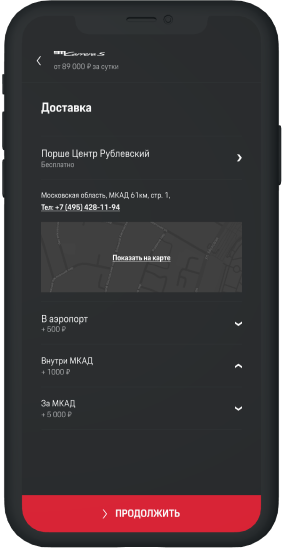 911 Carrera S
от 89 000 ₽ за сутки
Доставка
Порше Центр Рублевский
Бесплатно
Московская область, МКАД 61км, стр. 1,
Тел: +7 (495) 428-11-94
Показать на карте
В аэропорт
+ 500 ₽
Внутри МКАД
+ 1000 ₽
За МКАД
+ 5 000 ₽
ПРОДОЛЖИТЬ